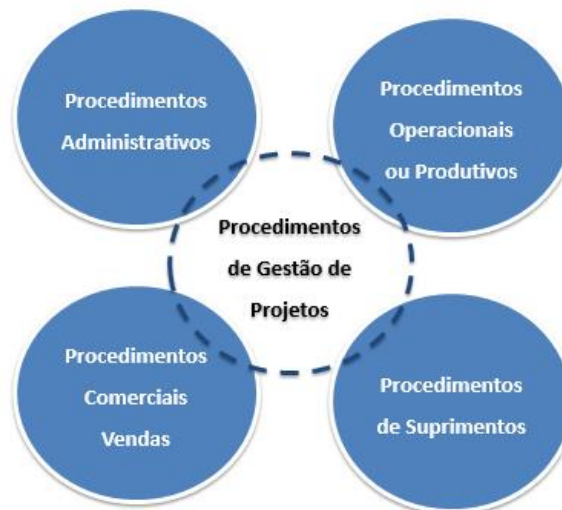 Procedimentos
Administrativos
Procedimentos
Operacionais
ou Produtivos
Procedimentos
de Gestão de
Projetos
Procedimentos
Comerciais
Vendas
Procedimentos
de Suprimentos